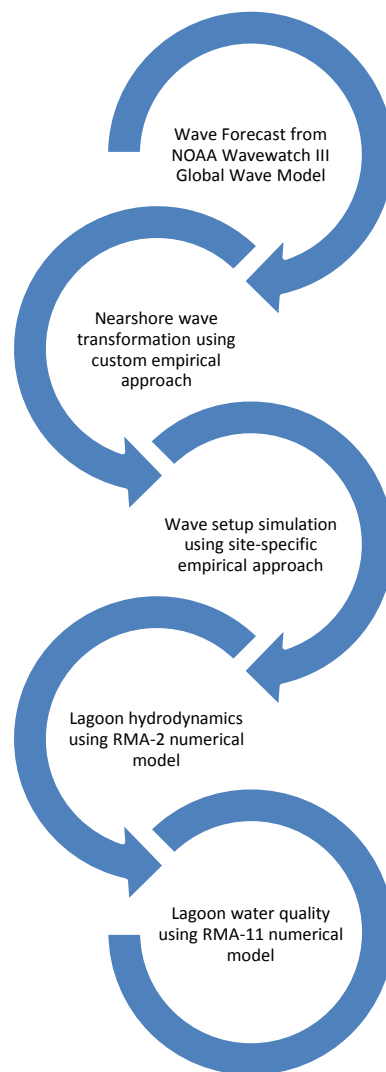 Wave Forecast from
NOAA Wavewatch III
Global Wave Model
Nearshore wave
transformation using
custom empirical
approach
Wave setup simulation
using site-specific
empirical approach
Lagoon hydrodynamics
using RMA-2 numerical
model
Lagoon water quality
using RMA-11 numerical
model